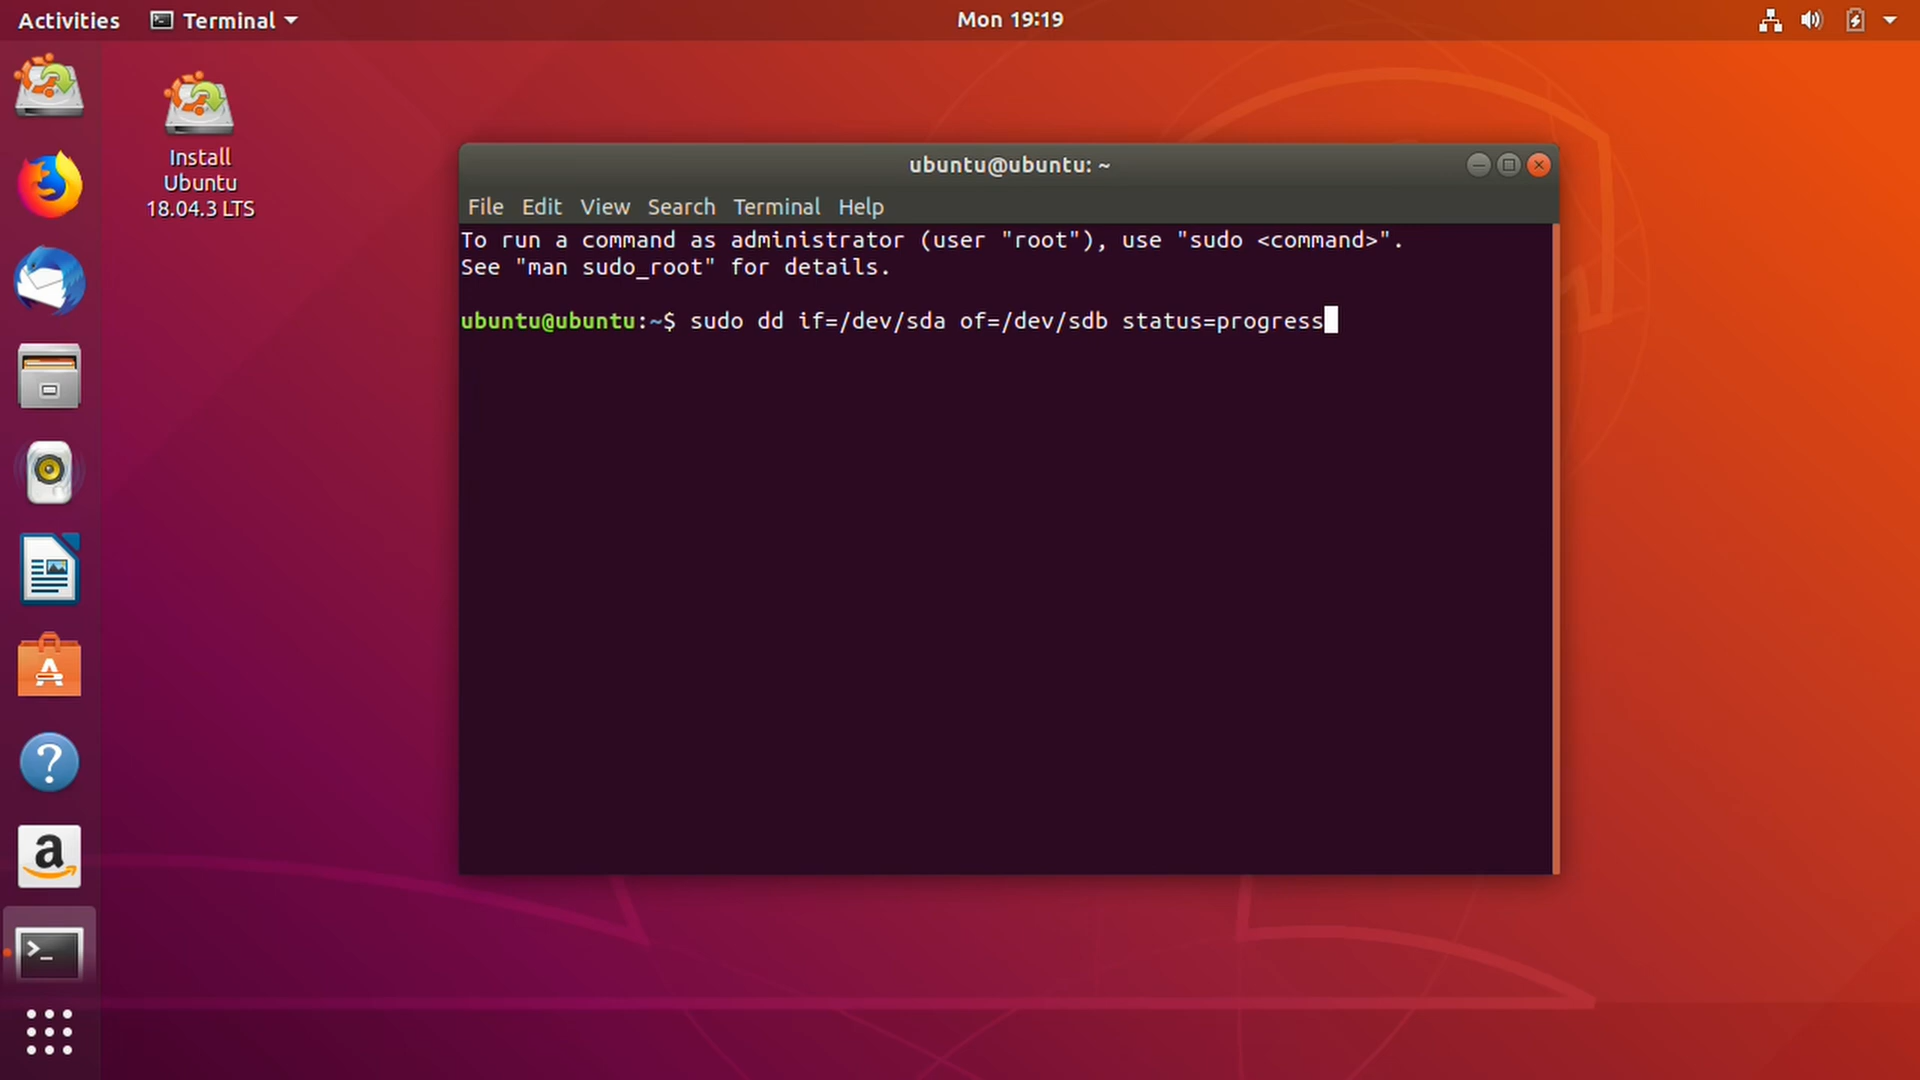 Activities Terminal Mon 19:19
Install
Ubuntu
18.04.3 LTS
ubuntu@ubuntu: ~
File Edit View Search Terminal Help
To run a command as administrator (user "root"), use "sudo <command>".
See "man sudo_root" for details.
ubuntu@ubuntu:~$ sudo dd if=/dev/sda of=/dev/sdb status=progress